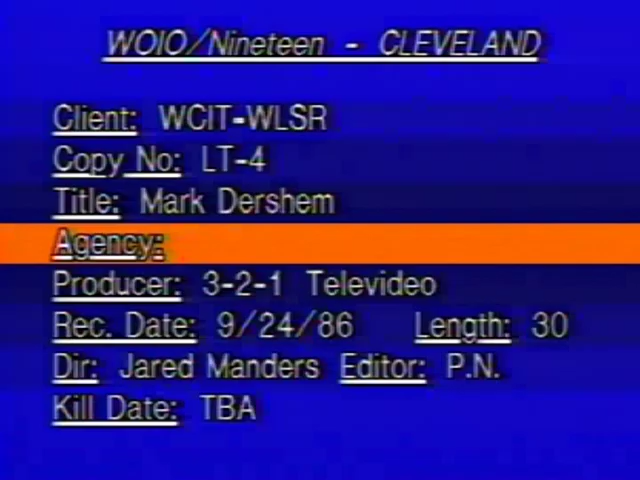 WOIO/Nineteen - CLEVELAND
Client: WCIT-WLSR
Copy No: LT-4
Title: Mark Dershem
Agency:
Producer: 3-2-1 Televideo
Rec. Date: 9/24/86 Length: 30
Dir: Jared Manders Editor: P.N.
Kill Date: TBA